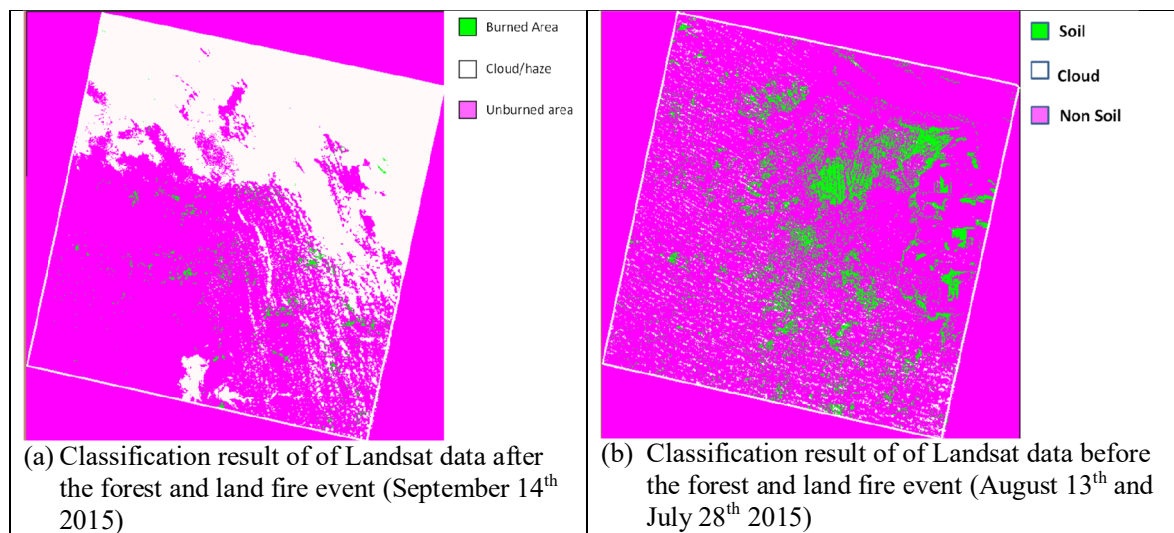 Burned Area
Cloud/haze
Unburned area
(a) Classification result of of Landsat data after
the forest and land fire event (September 14th
2015)
Soil
Cloud
Non Soil
(b) Classification result of of Landsat data before
the forest and land fire event (August 13th and
July 28th 2015)